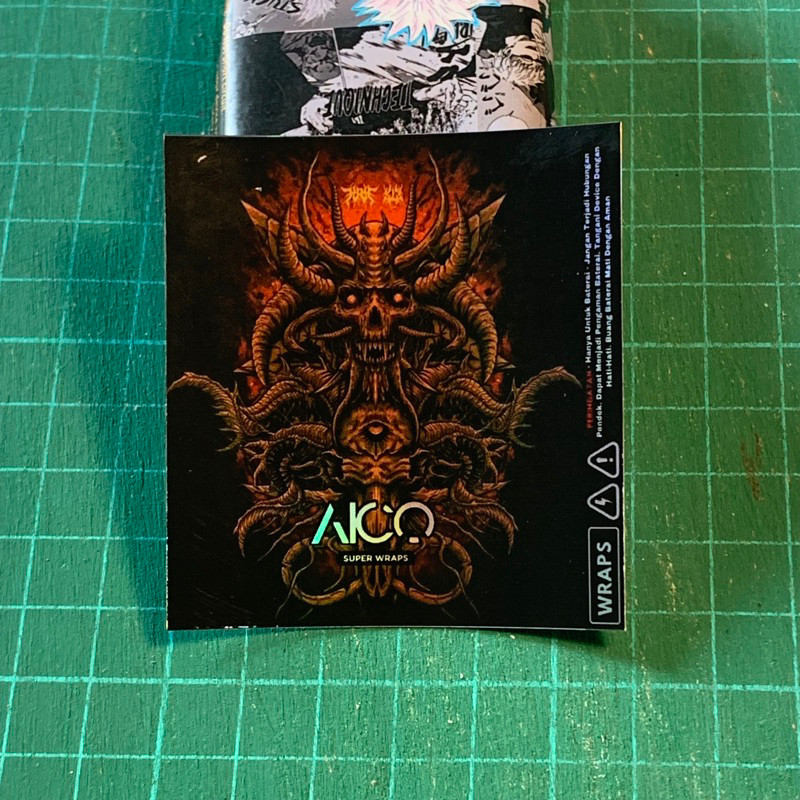 TECHNIQUE
AICO
SUPER WRAPS
PERINGATAN - Hanya Untuk Baterai - Jangan Terjadi Hubungan
Pendek. Dapat Menjadi Pengaman Baterai. Tangani Device Dengan
Hati-Hati. Buang Baterai Mati Dengan Aman
WRAPS